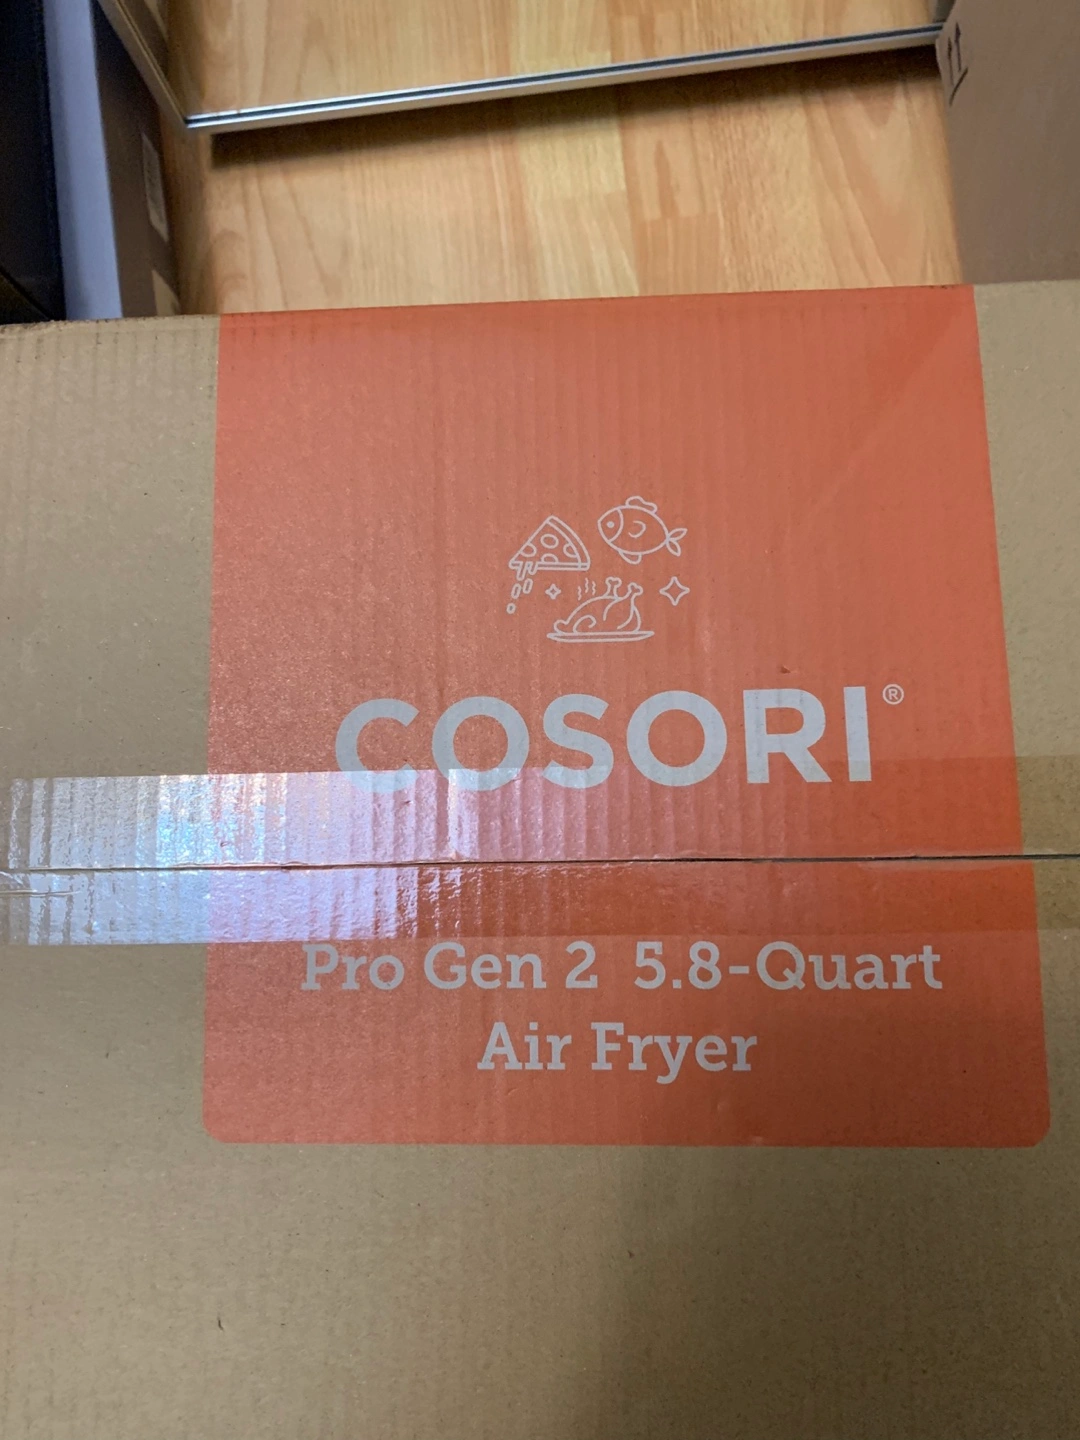 COSORI®
Pro Gen 2 5.8-Quart
Air Fryer